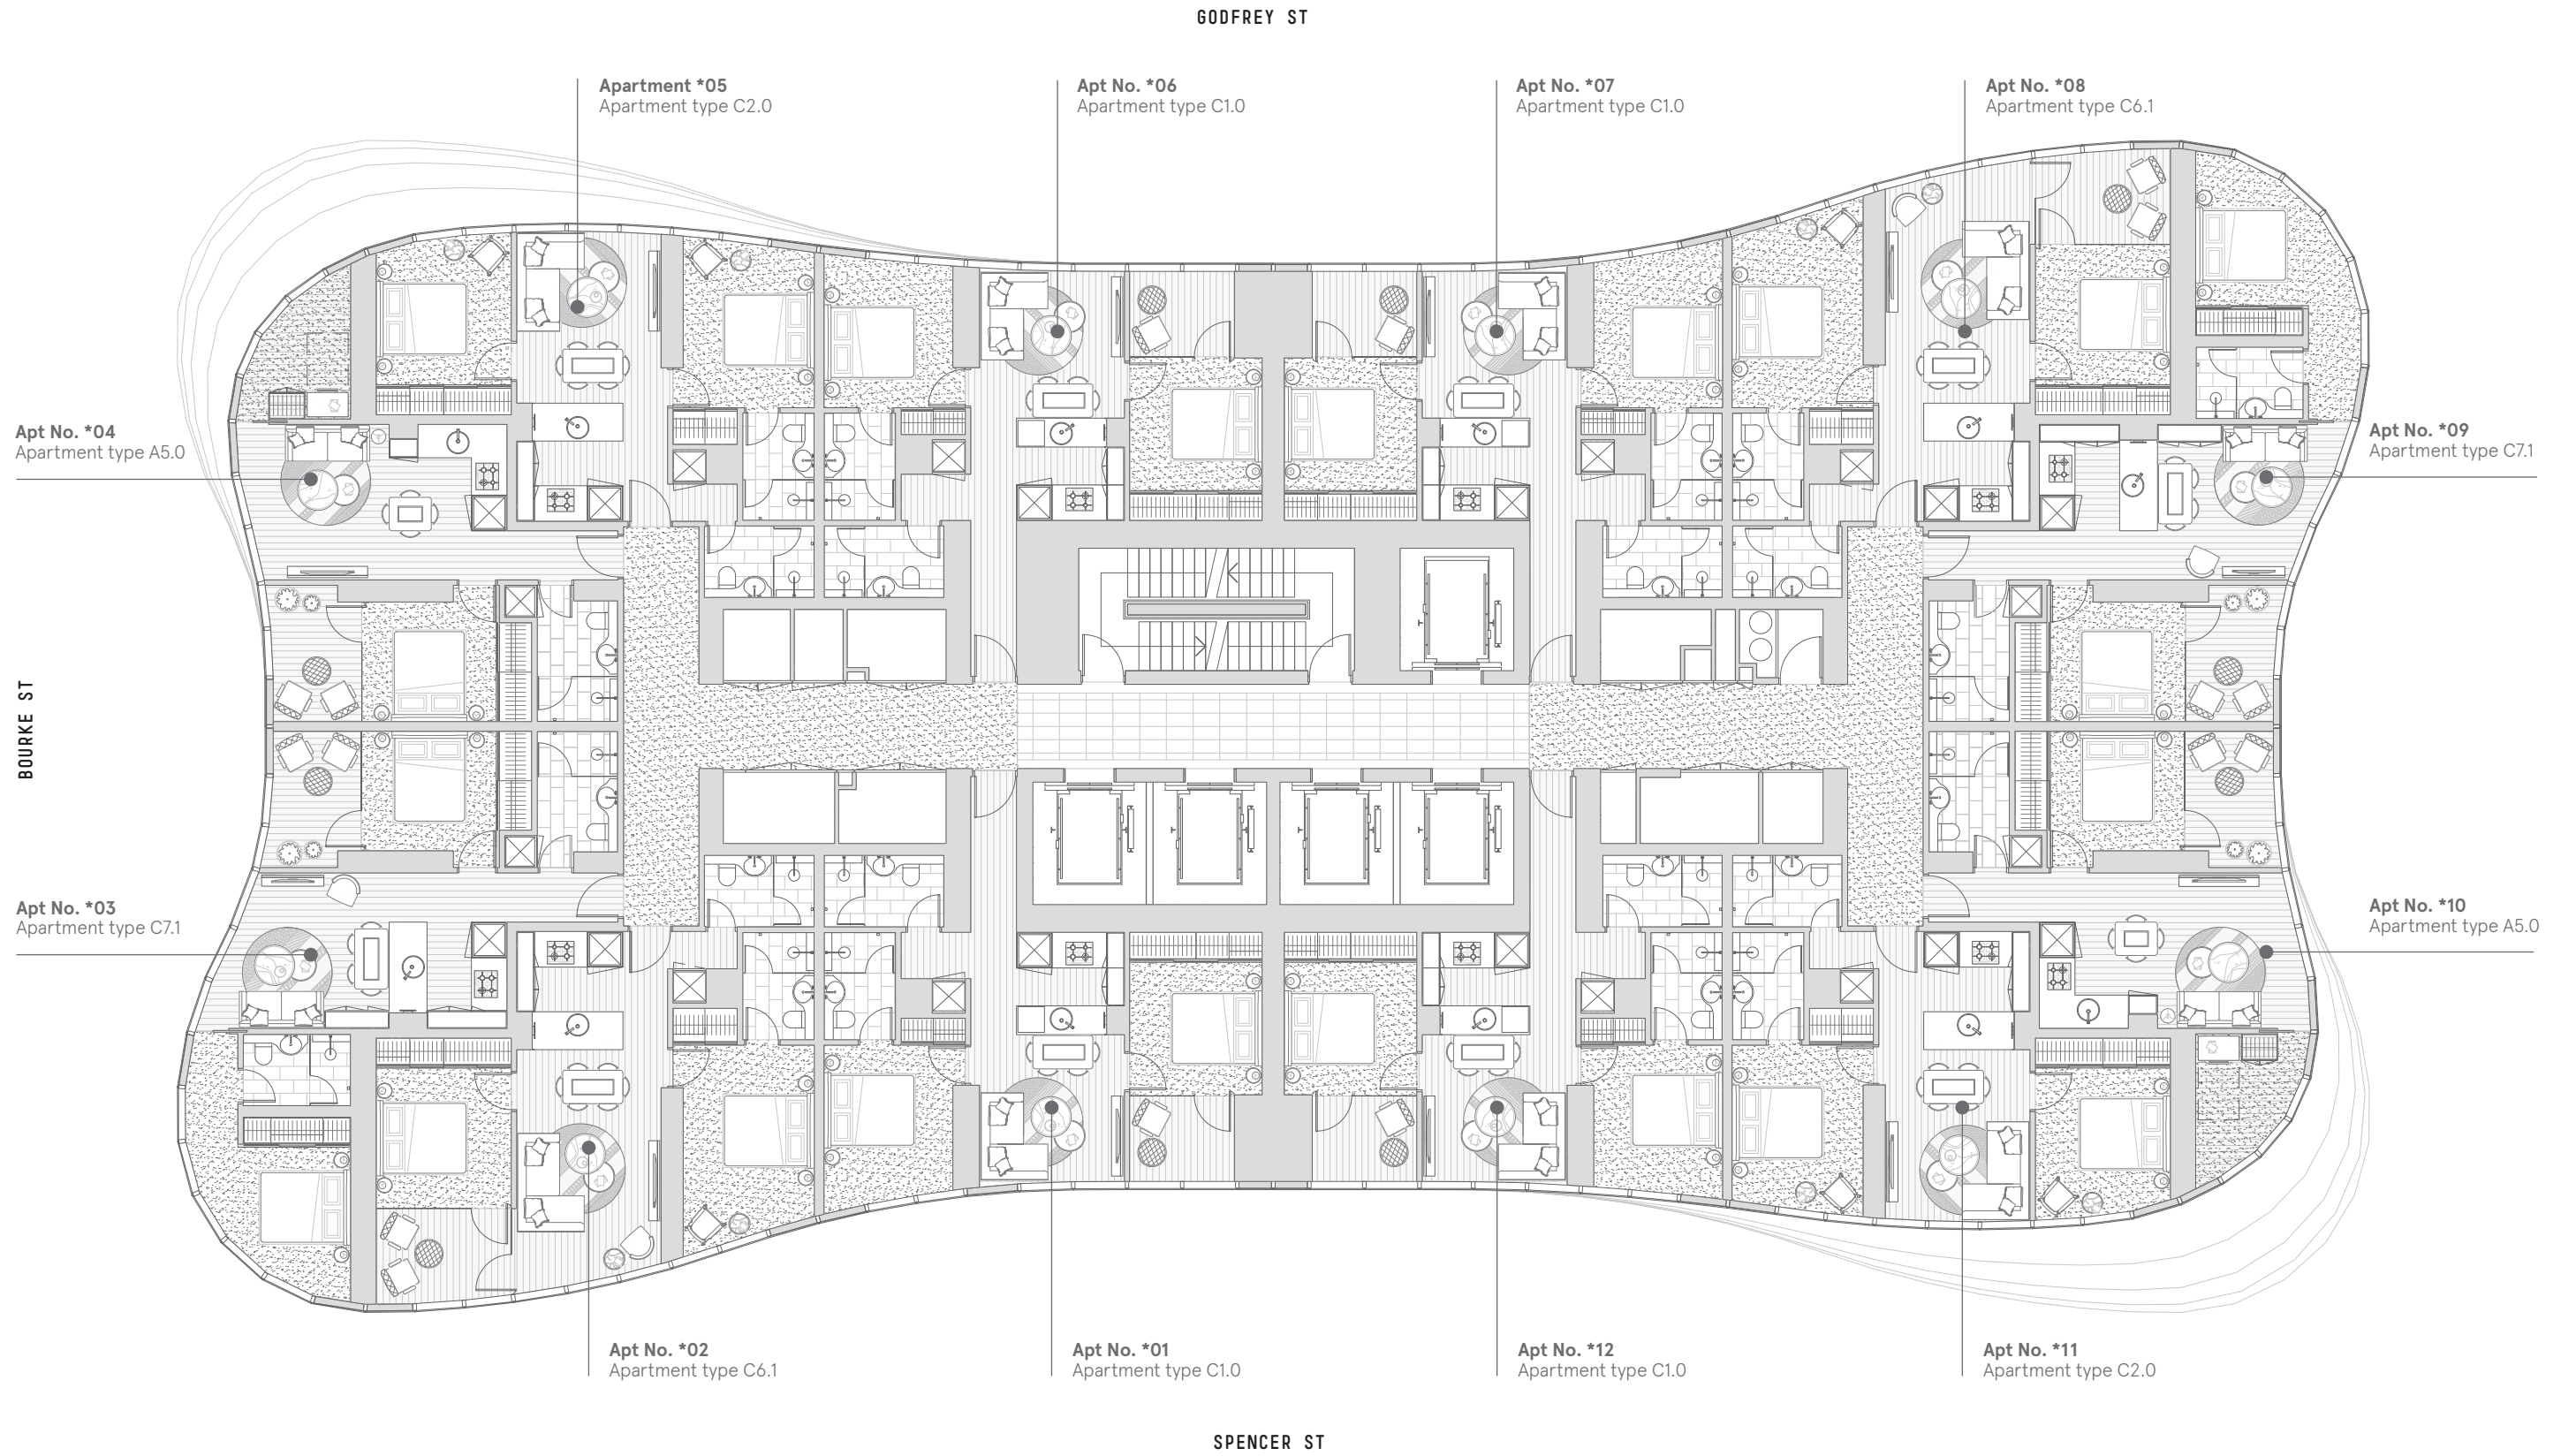 GODFREY ST
Apartment *05
Apartment type C2.0
Apt No. *06
Apartment type C1.0
Apt No. *07
Apartment type C1.0
Apt No. *08
Apartment type C6.1
Apt No. *04
Apartment type A5.0
Apt No. *09
Apartment type C7.1
BOURKE ST
Apt No. *03
Apartment type C7.1
Apt No. *10
Apartment type A5.0
Apt No. *02
Apartment type C6.1
Apt No. *01
Apartment type C1.0
Apt No. *12
Apartment type C1.0
Apt No. *11
Apartment type C2.0
SPENCER ST